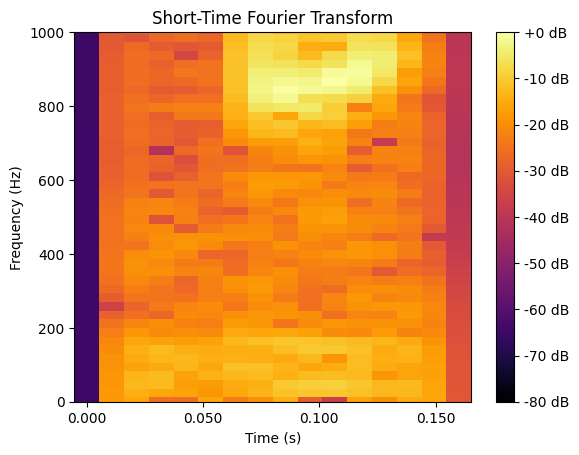 Short-Time Fourier Transform
1000
800
600
400
200
0
Frequency (Hz)
0.000
0.050
0.100
0.150
Time (s)
+0 dB
-10 dB
-20 dB
-30 dB
-40 dB
-50 dB
-60 dB
-70 dB
-80 dB